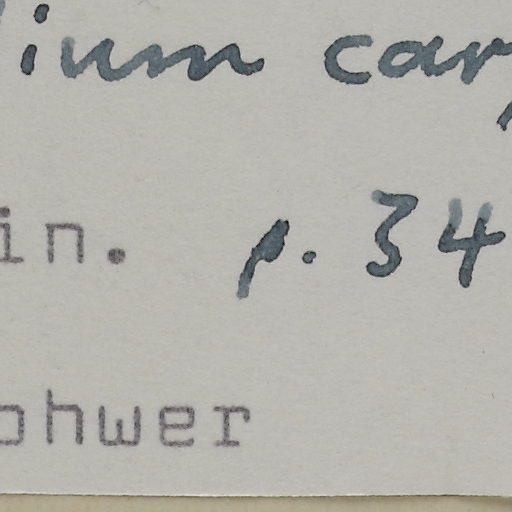 ium car
in. p. 34
ohwer